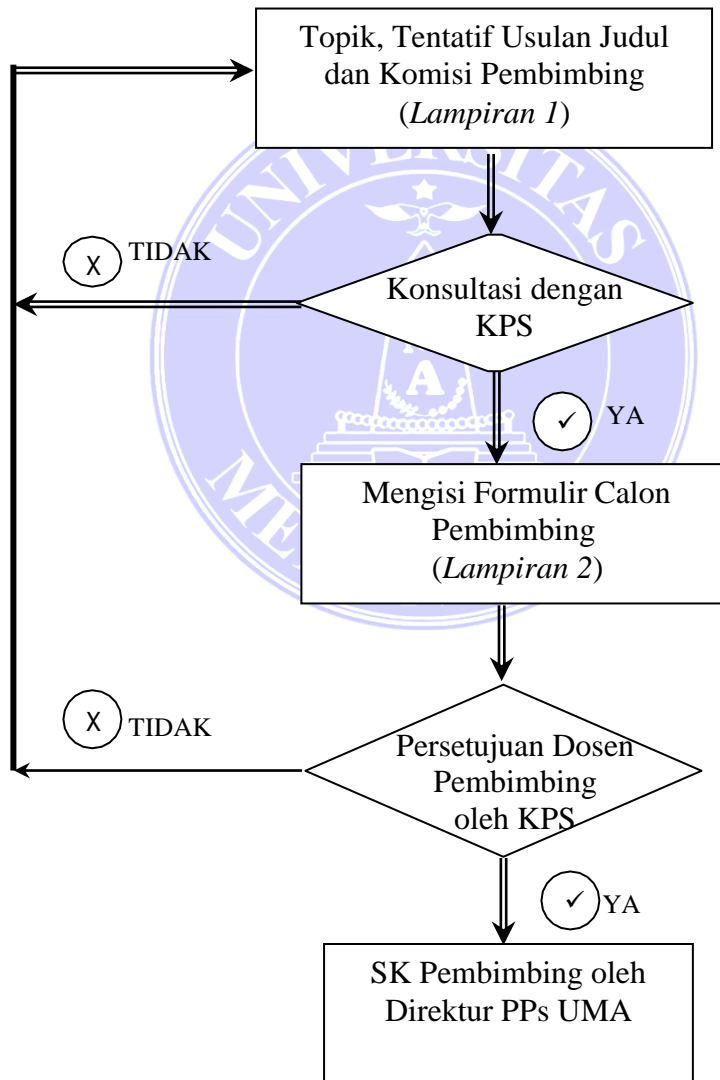 Topik, Tentatif Usulan Judul
dan Komisi Pembimbing
(Lampiran 1)
UNIVERSITAS
X TIDAK
Konsultasi dengan
KPS
A
✓ YA
Mengisi Formulir Calon
Pembimbing
(Lampiran 2)
X TIDAK
Persetujuan Dosen
Pembimbing
oleh KPS
✓ YA
SK Pembimbing oleh
Direktur PPs UMA